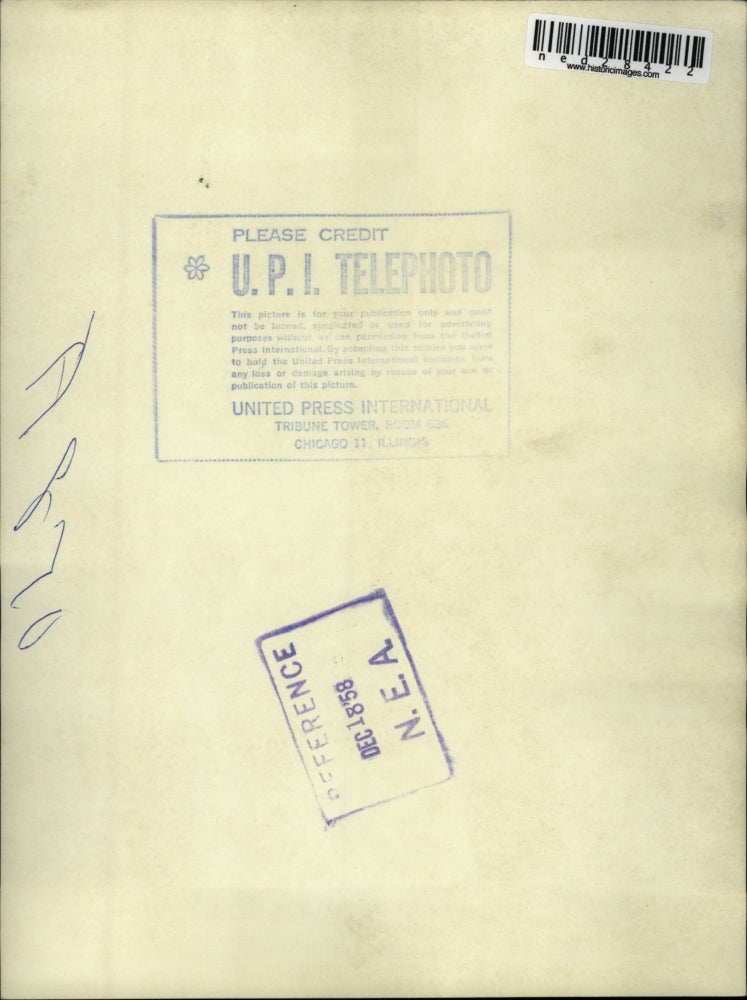 ned28422
www.historicimages.com
PLEASE CREDIT
U. P. I. TELEPHOTO
This picture is for your publication only and must
not be loaned, syndicated or used for advertising
purposes without written permission from the United
Press International. By accepting this picture you agree
to hold the United Press International harmless from
any loss or damage arising by reason of your use or
publication of this picture.
UNITED PRESS INTERNATIONAL
TRIBUNE TOWER, ROOM 636
CHICAGO 11, ILLINOIS
REFERENCE
DEC 18 '58
N. E. A.